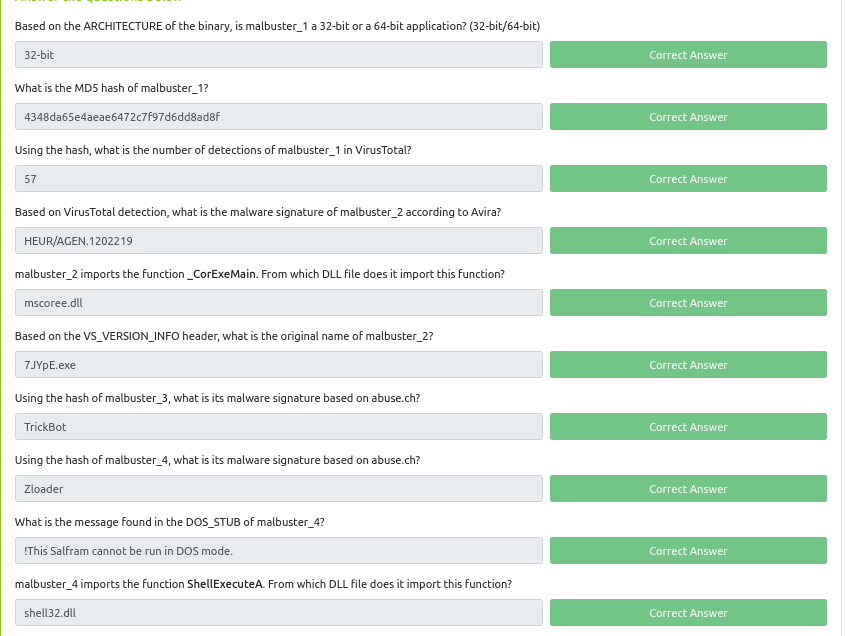 Answer the questions below
Based on the ARCHITECTURE of the binary, is malbuster_1 a 32-bit or a 64-bit application? (32-bit/64-bit)
32-bit
Correct Answer
What is the MD5 hash of malbuster_1?
4348da65e4aeae6472c7f97d6dd8ad8f
Correct Answer
Using the hash, what is the number of detections of malbuster_1 in VirusTotal?
57
Correct Answer
Based on VirusTotal detection, what is the malware signature of malbuster_2 according to Avira?
HEUR/AGEN.1202219
Correct Answer
malbuster_2 imports the function _CorExeMain. From which DLL file does it import this function?
mscoree.dll
Correct Answer
Based on the VS_VERSION_INFO header, what is the original name of malbuster_2?
7JYpE.exe
Correct Answer
Using the hash of malbuster_3, what is its malware signature based on abuse.ch?
TrickBot
Correct Answer
Using the hash of malbuster_4, what is its malware signature based on abuse.ch?
Zloader
Correct Answer
What is the message found in the DOS_STUB of malbuster_4?
!This Salfram cannot be run in DOS mode.
Correct Answer
malbuster_4 imports the function ShellExecuteA. From which DLL file does it import this function?
shell32.dll
Correct Answer